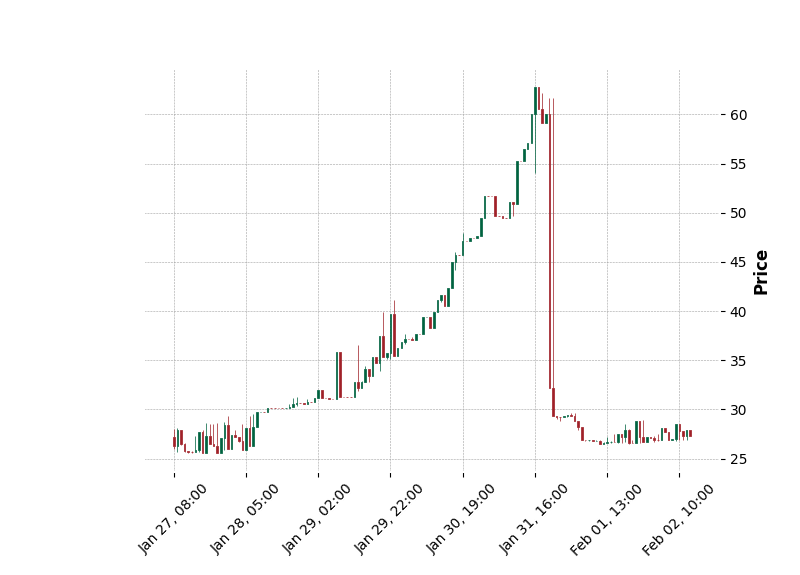 60
55
50
45
40
35
30
25
Price
Jan 27, 08:00
Jan 28, 05:00
Jan 29, 02:00
Jan 29, 22:00
Jan 30, 19:00
Jan 31, 16:00
Feb 01, 13:00
Feb 02, 10:00